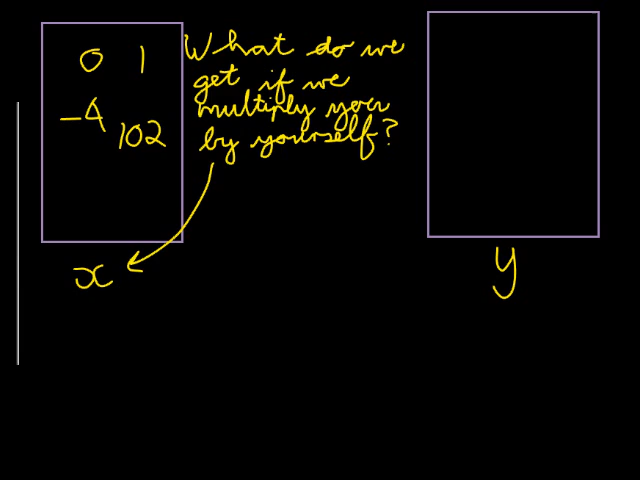 0 1
-4 102
What do we
get if we
multiply you
by yourself?
x
y